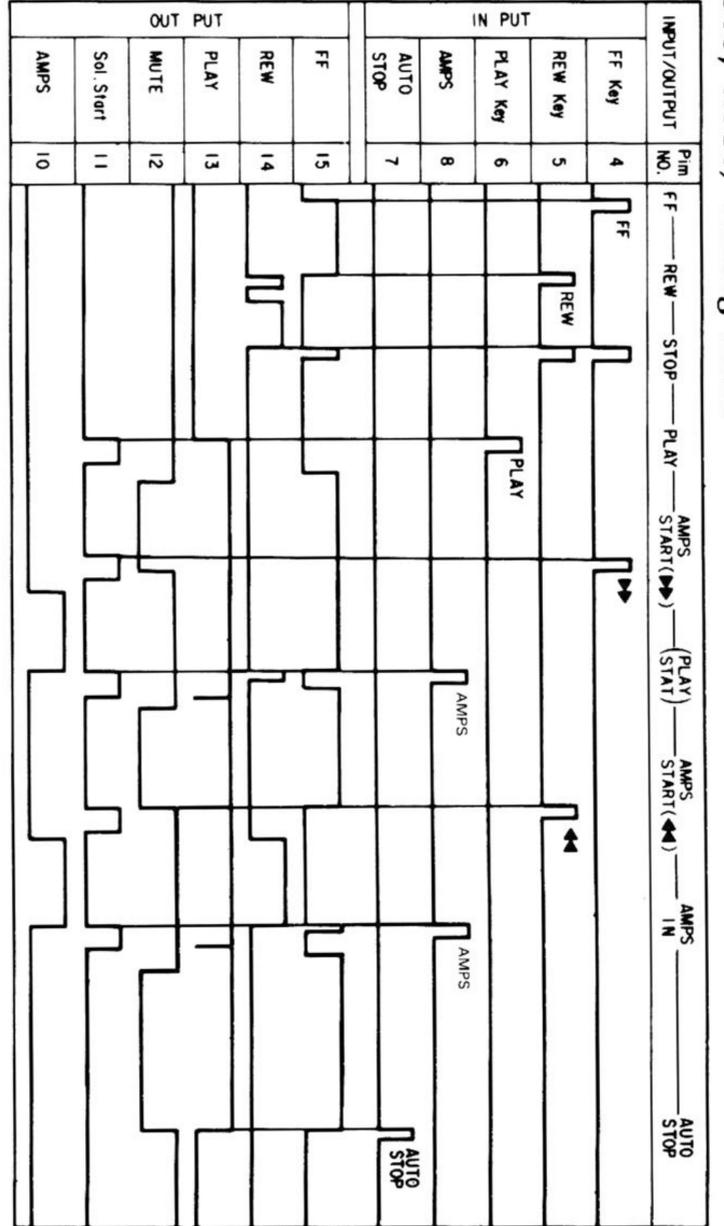 INPUT/OUTPUT
Pim NO.
FF — REW — STOP — PLAY — AMPS START(▶▶) — (PLAY STAT) — AMPS START(◀◀) — AMPS IN — AUTO STOP
IN PUT
FF Key 4
FF
▶▶
REW Key 5
REW
◀◀
PLAY Key 6
PLAY
AMPS 8
AMPS
AMPS
AUTO STOP 7
AUTO STOP
OUT PUT
FF 15
REW 14
PLAY 13
MUTE 12
Sol. Start 11
AMPS 10